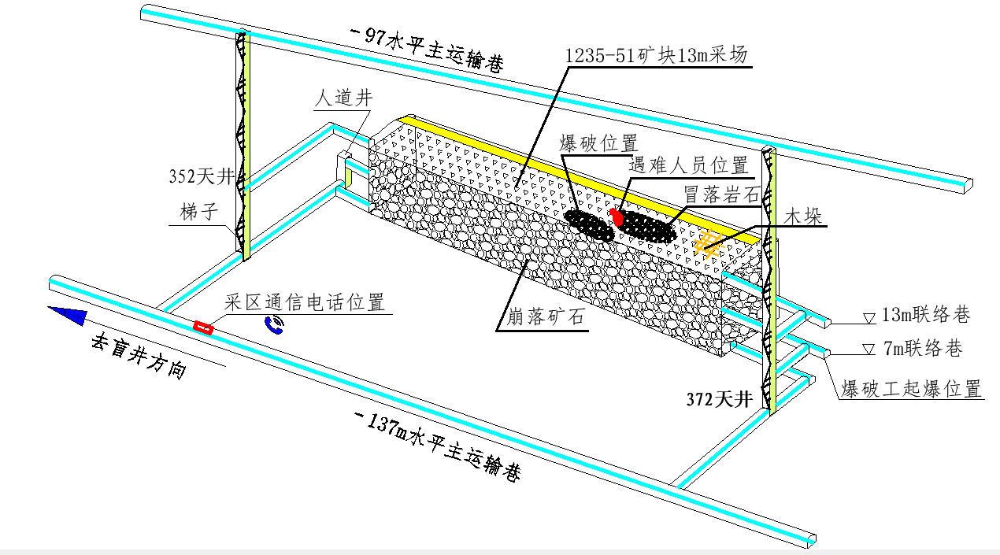 －97水平主运输巷
1235-51矿块13m采场
人道井
爆破位置
遇难人员位置
352天井
冒落岩石
梯子
木垛
采区通信电话位置
崩落矿石
13m联络巷
去盲井方向
7m联络巷
爆破工起爆位置
372天井
－137m水平主运输巷